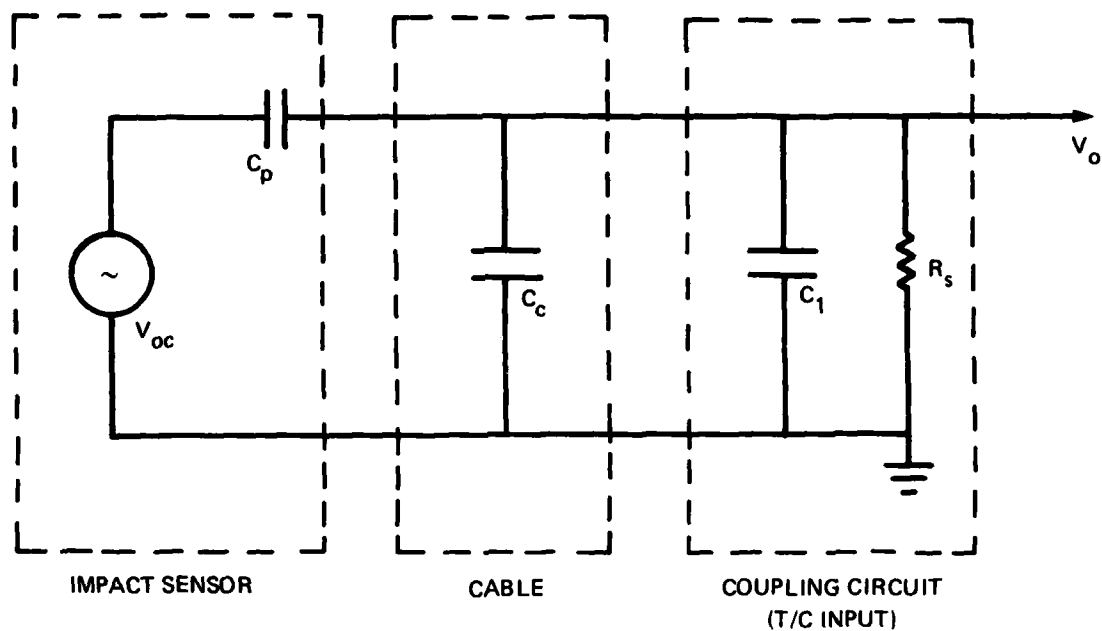 C_p
V_oc
C_c
C_1
R_s
V_o
~
IMPACT SENSOR
CABLE
COUPLING CIRCUIT
(T/C INPUT)